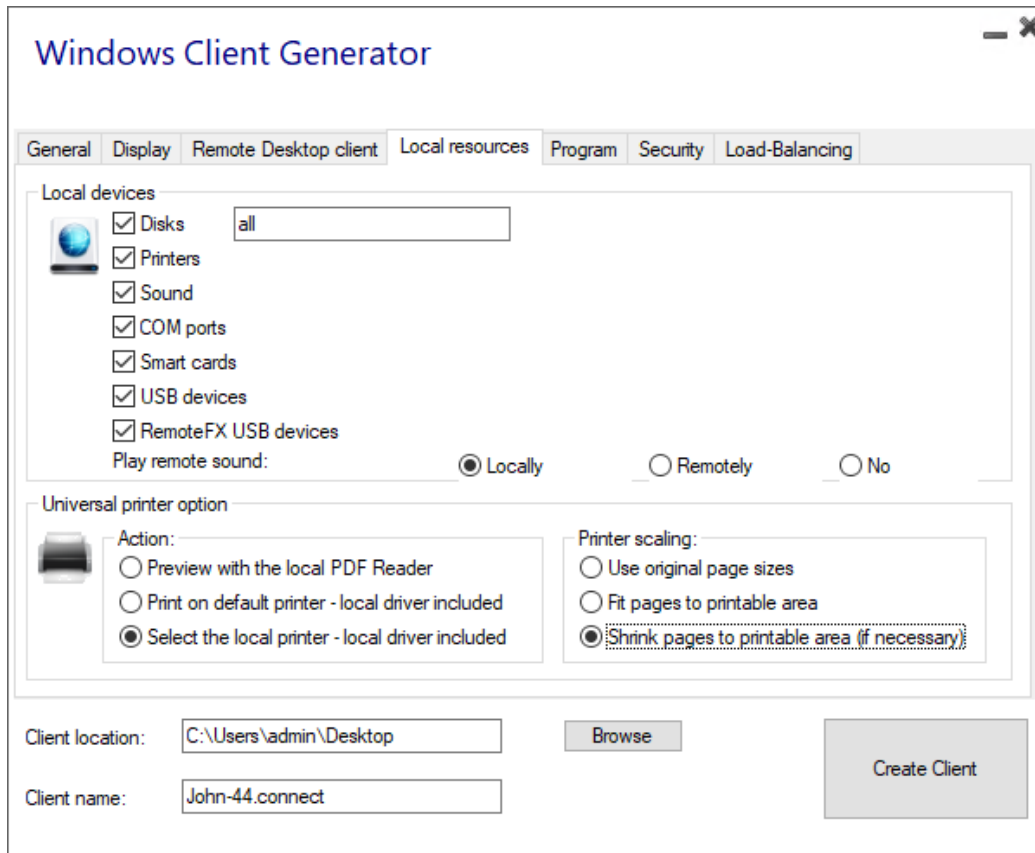 Windows Client Generator
General Display Remote Desktop client Local resources Program Security Load-Balancing
Local devices
Disks all
Printers
Sound
COM ports
Smart cards
USB devices
RemoteFX USB devices
Play remote sound: Locally Remotely No
Universal printer option
Action:
Preview with the local PDF Reader
Print on default printer - local driver included
Select the local printer - local driver included
Printer scaling:
Use original page sizes
Fit pages to printable area
Shrink pages to printable area (if necessary)
Client location: C:\Users\admin\Desktop Browse
Create Client
Client name: John-44.connect